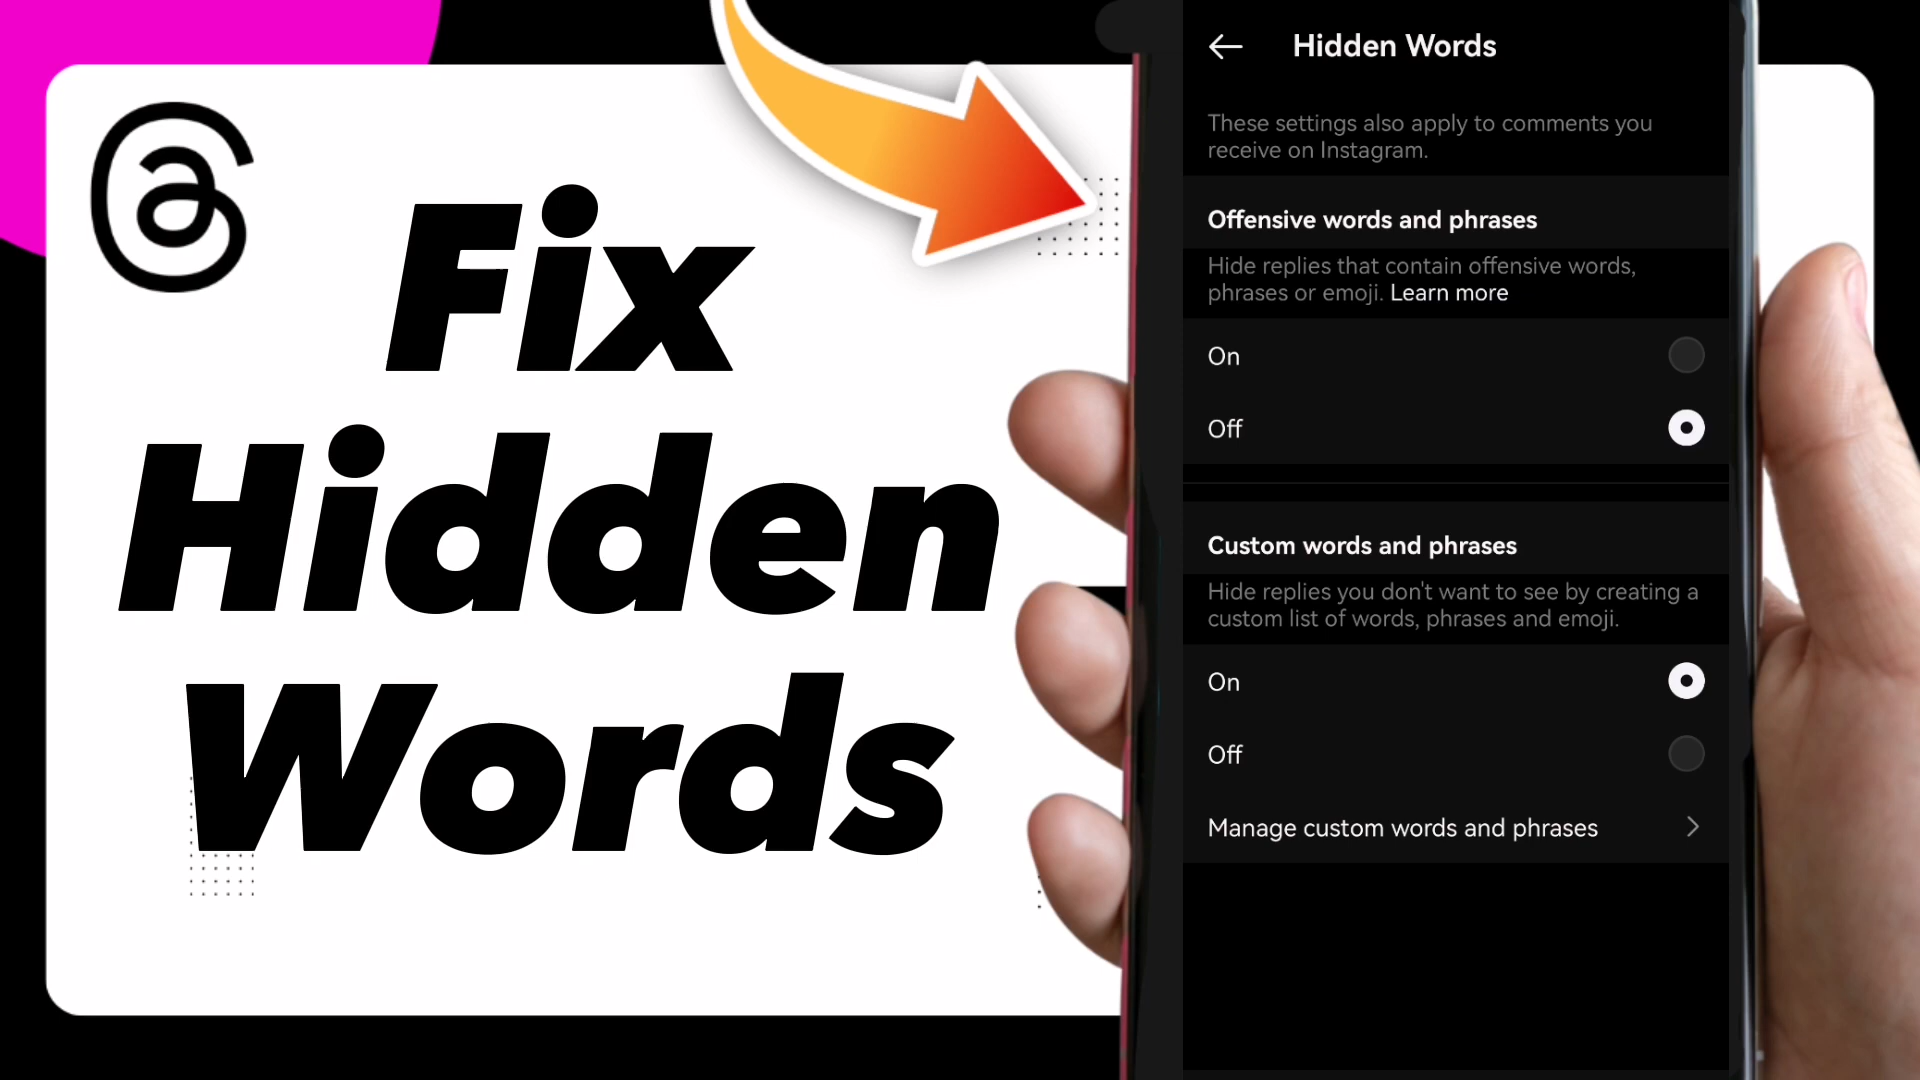 Fix
Hidden
Words
Hidden Words
These settings also apply to comments you
receive on Instagram.
Offensive words and phrases
Hide replies that contain offensive words,
phrases or emoji. Learn more
On
Off
Custom words and phrases
Hide replies you don't want to see by creating a
custom list of words, phrases and emoji.
On
Off
Manage custom words and phrases